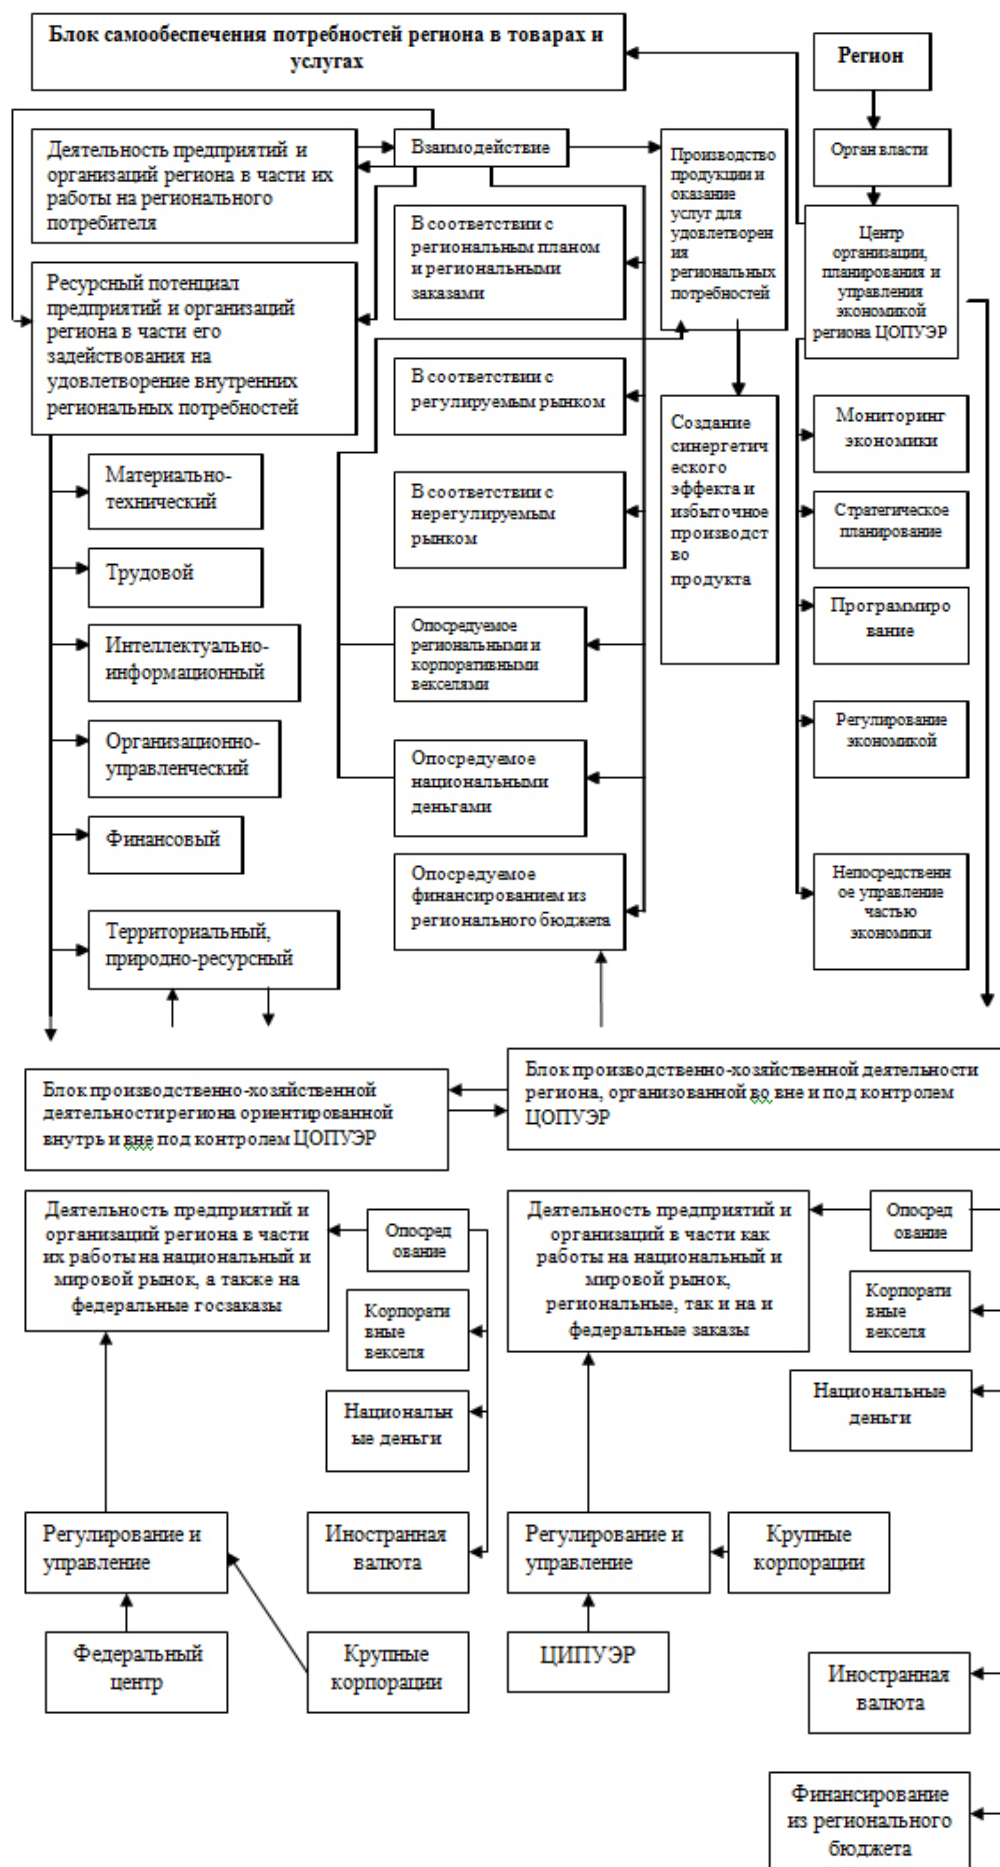 Блок самообеспечения потребностей региона в товарах и
услугах
Регион
Деятельность предприятий и
организаций региона в части их
работы на регионального
потребителя
Взаимодействие
Производство
продукции и
оказание
услуг для
удовлетворен
ия
региональных
потребностей
Орган власти
Центр
организации,
планирования и
управления
экономикой
региона ЦОПУЭР
Ресурсный потенциал
предприятий и организаций
региона в части его
задействования на
удовлетворение внутренних
региональных потребностей
В соответствии с
региональным планом
и региональными
заказами
В соответствии с
регулируемым рынком
В соответствии с
нерегулируемым
рынком
Опосредуемое
региональными и
корпоративными
векселями
Опосредуемое
национальными
деньгами
Опосредуемое
финансированием из
регионального бюджета
Создание
синергетич
еского
эффекта и
избыточное
производст
во
продукта
Мониторинг
экономики
Стратегическое
планирование
Программиро
вание
Регулирование
экономикой
Непосредственн
ое управление
частью
экономики
Материально-
технический
Трудовой
Интеллектуально-
информационный
Организационно-
управленческий
Финансовый
Территориальный,
природно-ресурсный
Блок производственно-хозяйственной
деятельности региона ориентированной
внутрь и вне под контролем ЦОПУЭР
Блок производственно-хозяйственной деятельности
региона, организованной во вне и под контролем
ЦОПУЭР
Деятельность предприятий и
организаций региона в части
их работы на национальный и
мировой рынок, а также на
федеральные госзаказы
Опосред
ование
Корпорати
вные
векселя
Национальн
ые деньги
Иностранная
валюта
Регулирование и
управление
Федеральный
центр
Крупные
корпорации
Деятельность предприятий и
организаций в части как
работы на национальный и
мировой рынок,
региональные, так и на и
федеральные заказы
Опосред
ование
Корпорати
вные
векселя
Национальные
деньги
Регулирование и
управление
Крупные
корпорации
ЦИПУЭР
Иностранная
валюта
Финансирование
из регионального
бюджета